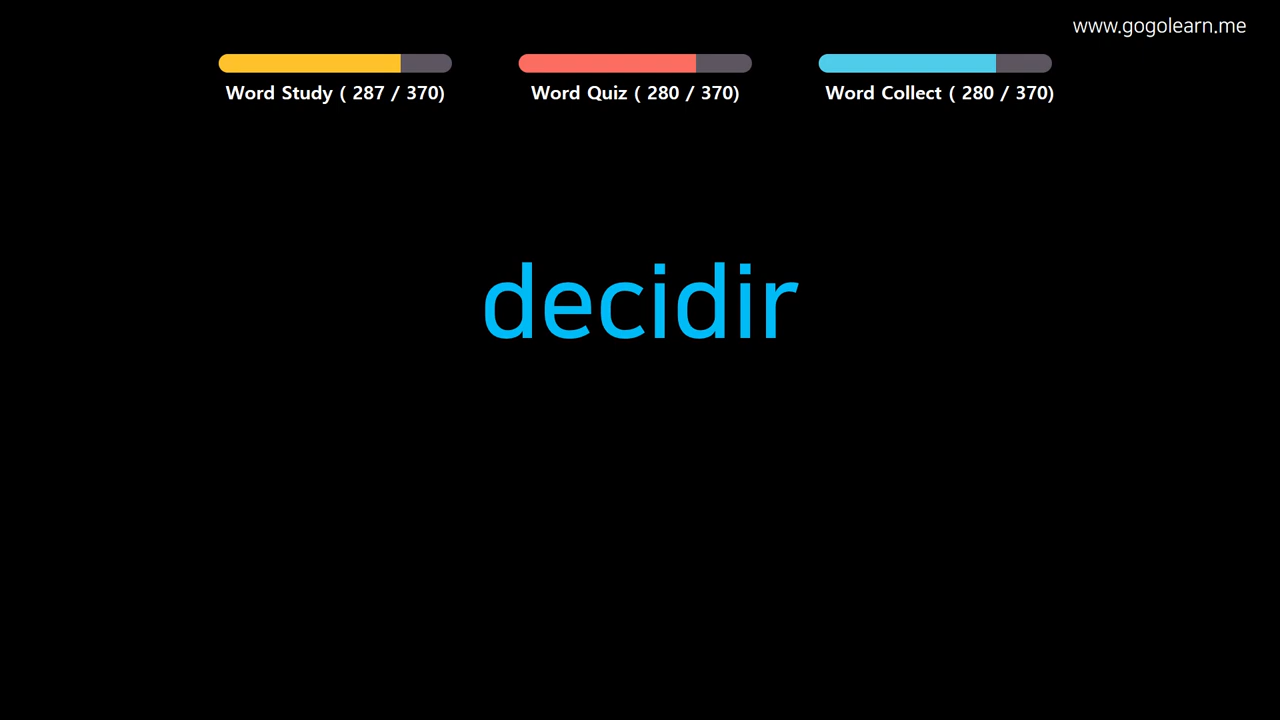 www.gogolearn.me
Word Study ( 287 / 370)
Word Quiz ( 280 / 370)
Word Collect ( 280 / 370)
decidir